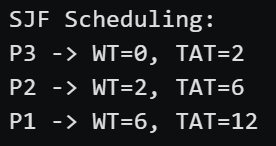 SJF Scheduling:
P3 -> WT=0, TAT=2
P2 -> WT=2, TAT=6
P1 -> WT=6, TAT=12